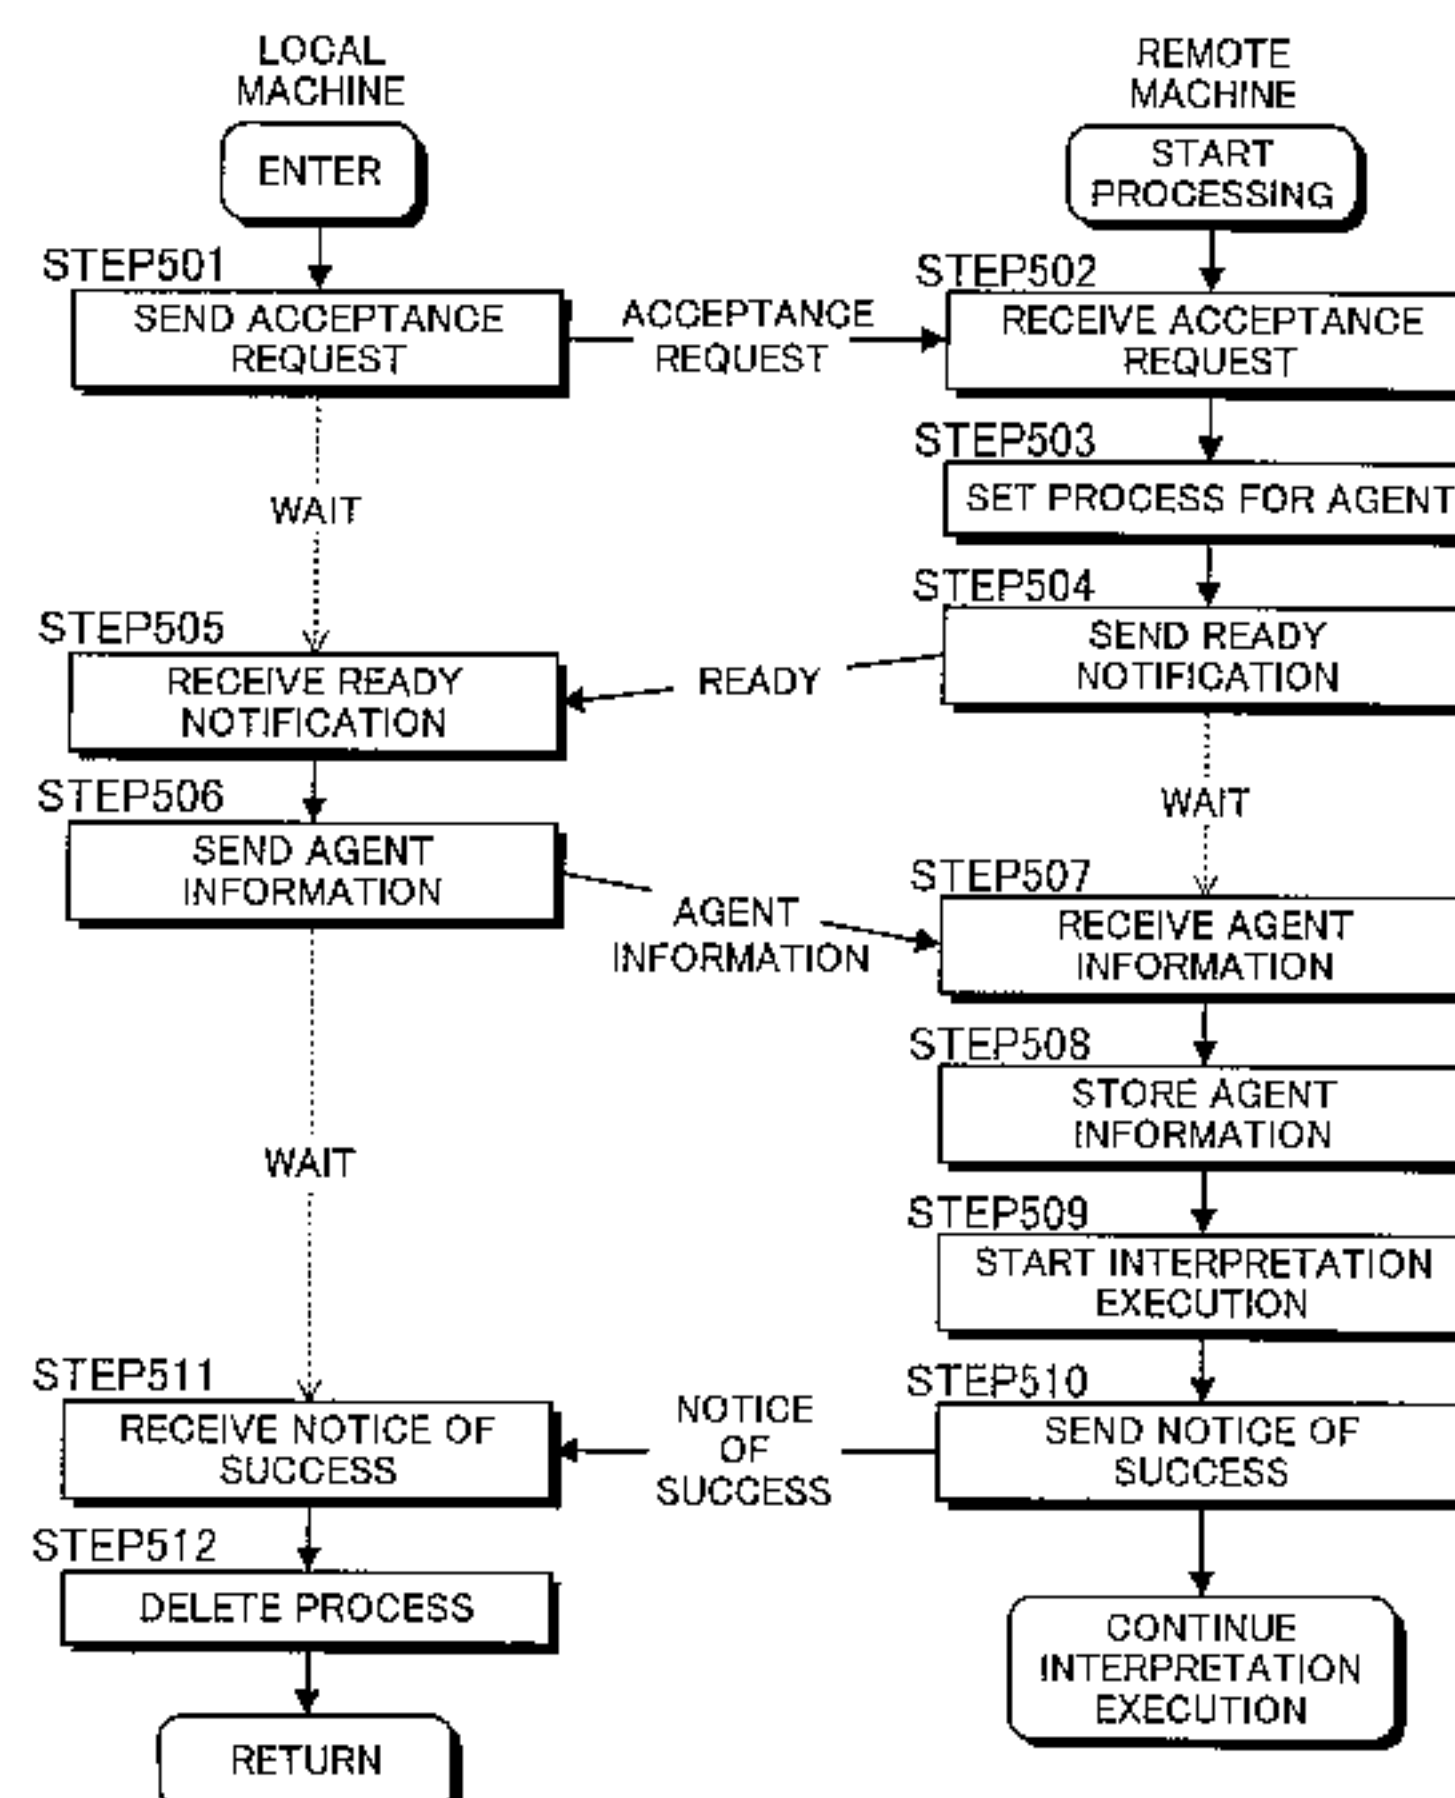 LOCAL
MACHINE
REMOTE
MACHINE
ENTER
START
PROCESSING
STEP501
SEND ACCEPTANCE
REQUEST
ACCEPTANCE
REQUEST
STEP502
RECEIVE ACCEPTANCE
REQUEST
STEP503
SET PROCESS FOR AGENT
WAIT
STEP504
SEND READY
NOTIFICATION
READY
STEP505
RECEIVE READY
NOTIFICATION
STEP506
SEND AGENT
INFORMATION
WAIT
AGENT
INFORMATION
STEP507
RECEIVE AGENT
INFORMATION
STEP508
STORE AGENT
INFORMATION
WAIT
STEP509
START INTERPRETATION
EXECUTION
STEP510
SEND NOTICE OF
SUCCESS
NOTICE
OF
SUCCESS
STEP511
RECEIVE NOTICE OF
SUCCESS
STEP512
DELETE PROCESS
CONTINUE
INTERPRETATION
EXECUTION
RETURN